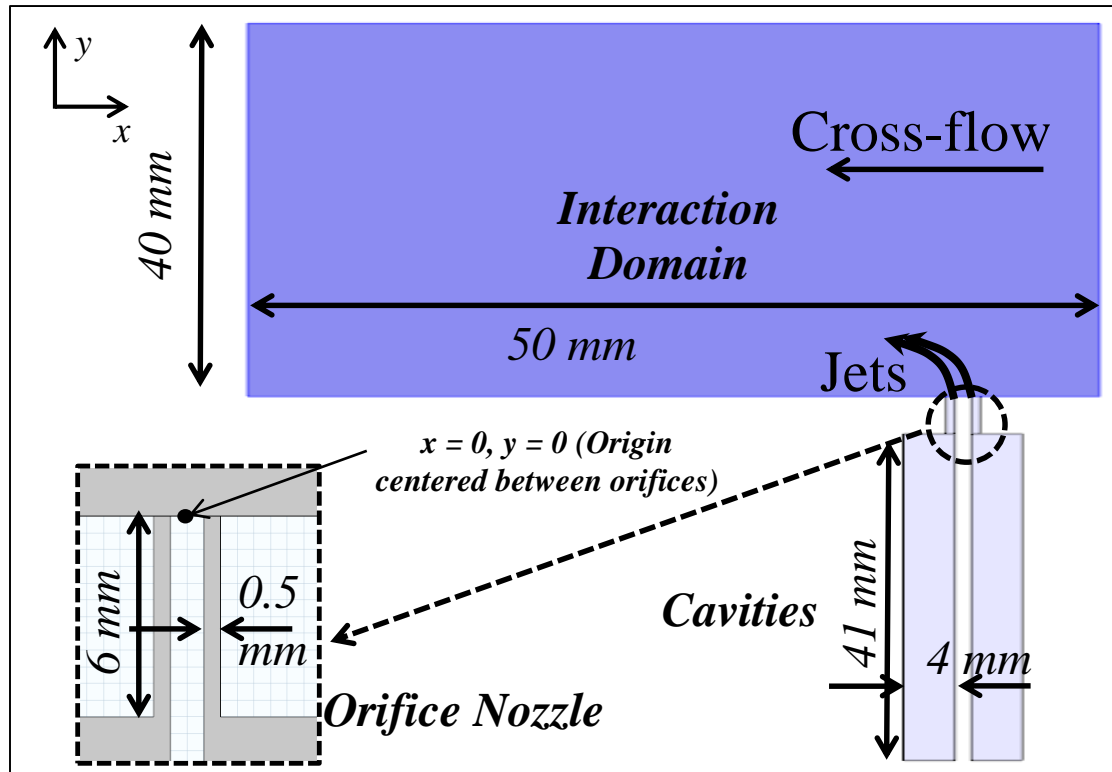 y
x
40 mm
Cross-flow
Interaction
Domain
50 mm
Jets
x = 0, y = 0 (Origin
centered between orifices)
6 mm
0.5
mm
Orifice Nozzle
Cavities
41 mm
4 mm